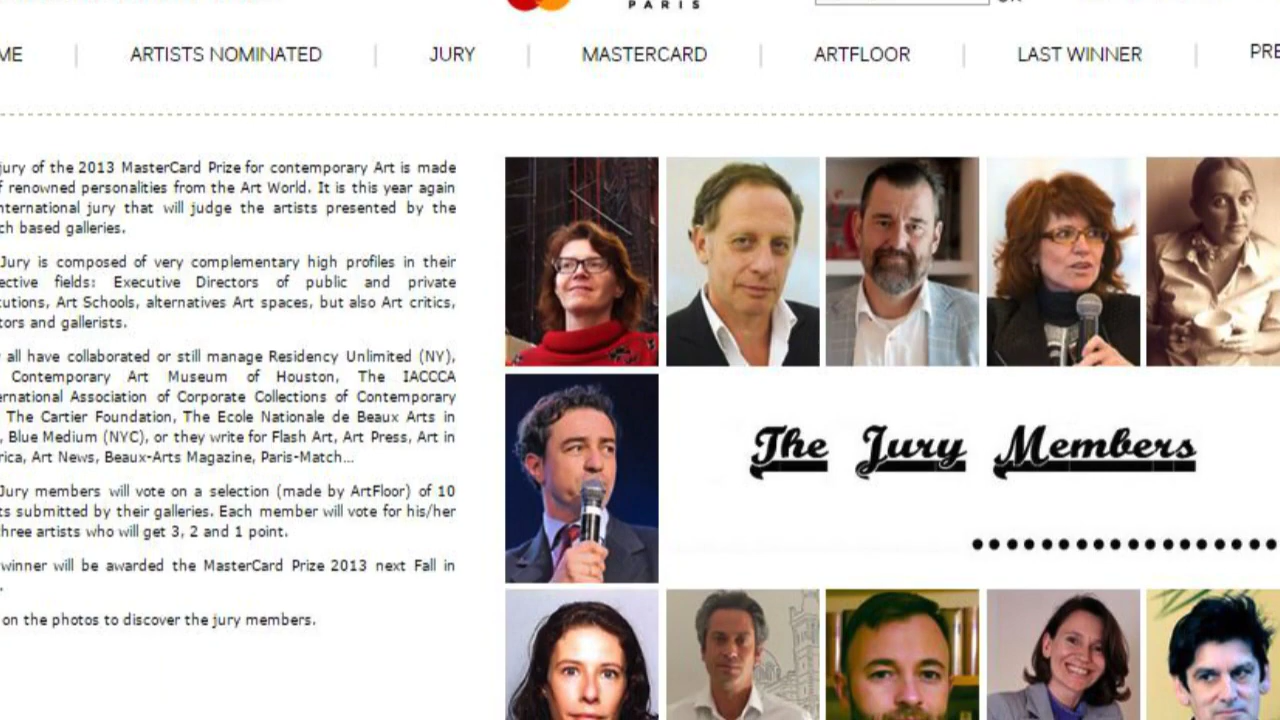 PARIS
ME
ARTISTS NOMINATED
JURY
MASTERCARD
ARTFLOOR
LAST WINNER
PRE
jury of the 2013 MasterCard Prize for contemporary Art is made
f renowned personalities from the Art World. It is this year again
nternational jury that will judge the artists presented by the
ch based galleries.
Jury is composed of very complementary high profiles in their
ective fields: Executive Directors of public and private
tutions, Art Schools, alternatives Art spaces, but also Art critics,
tors and gallerists.
all have collaborated or still manage Residency Unlimited (NY),
Contemporary Art Museum of Houston, The IACCCA
ernational Association of Corporate Collections of Contemporary
The Cartier Foundation, The Ecole Nationale de Beaux Arts in
, Blue Medium (NYC), or they write for Flash Art, Art Press, Art in
rica, Art News, Beaux-Arts Magazine, Paris-Match...
Jury members will vote on a selection (made by ArtFloor) of 10
ts submitted by their galleries. Each member will vote for his/her
three artists who will get 3, 2 and 1 point.
winner will be awarded the MasterCard Prize 2013 next Fall in
.
on the photos to discover the jury members.
The Jury Members